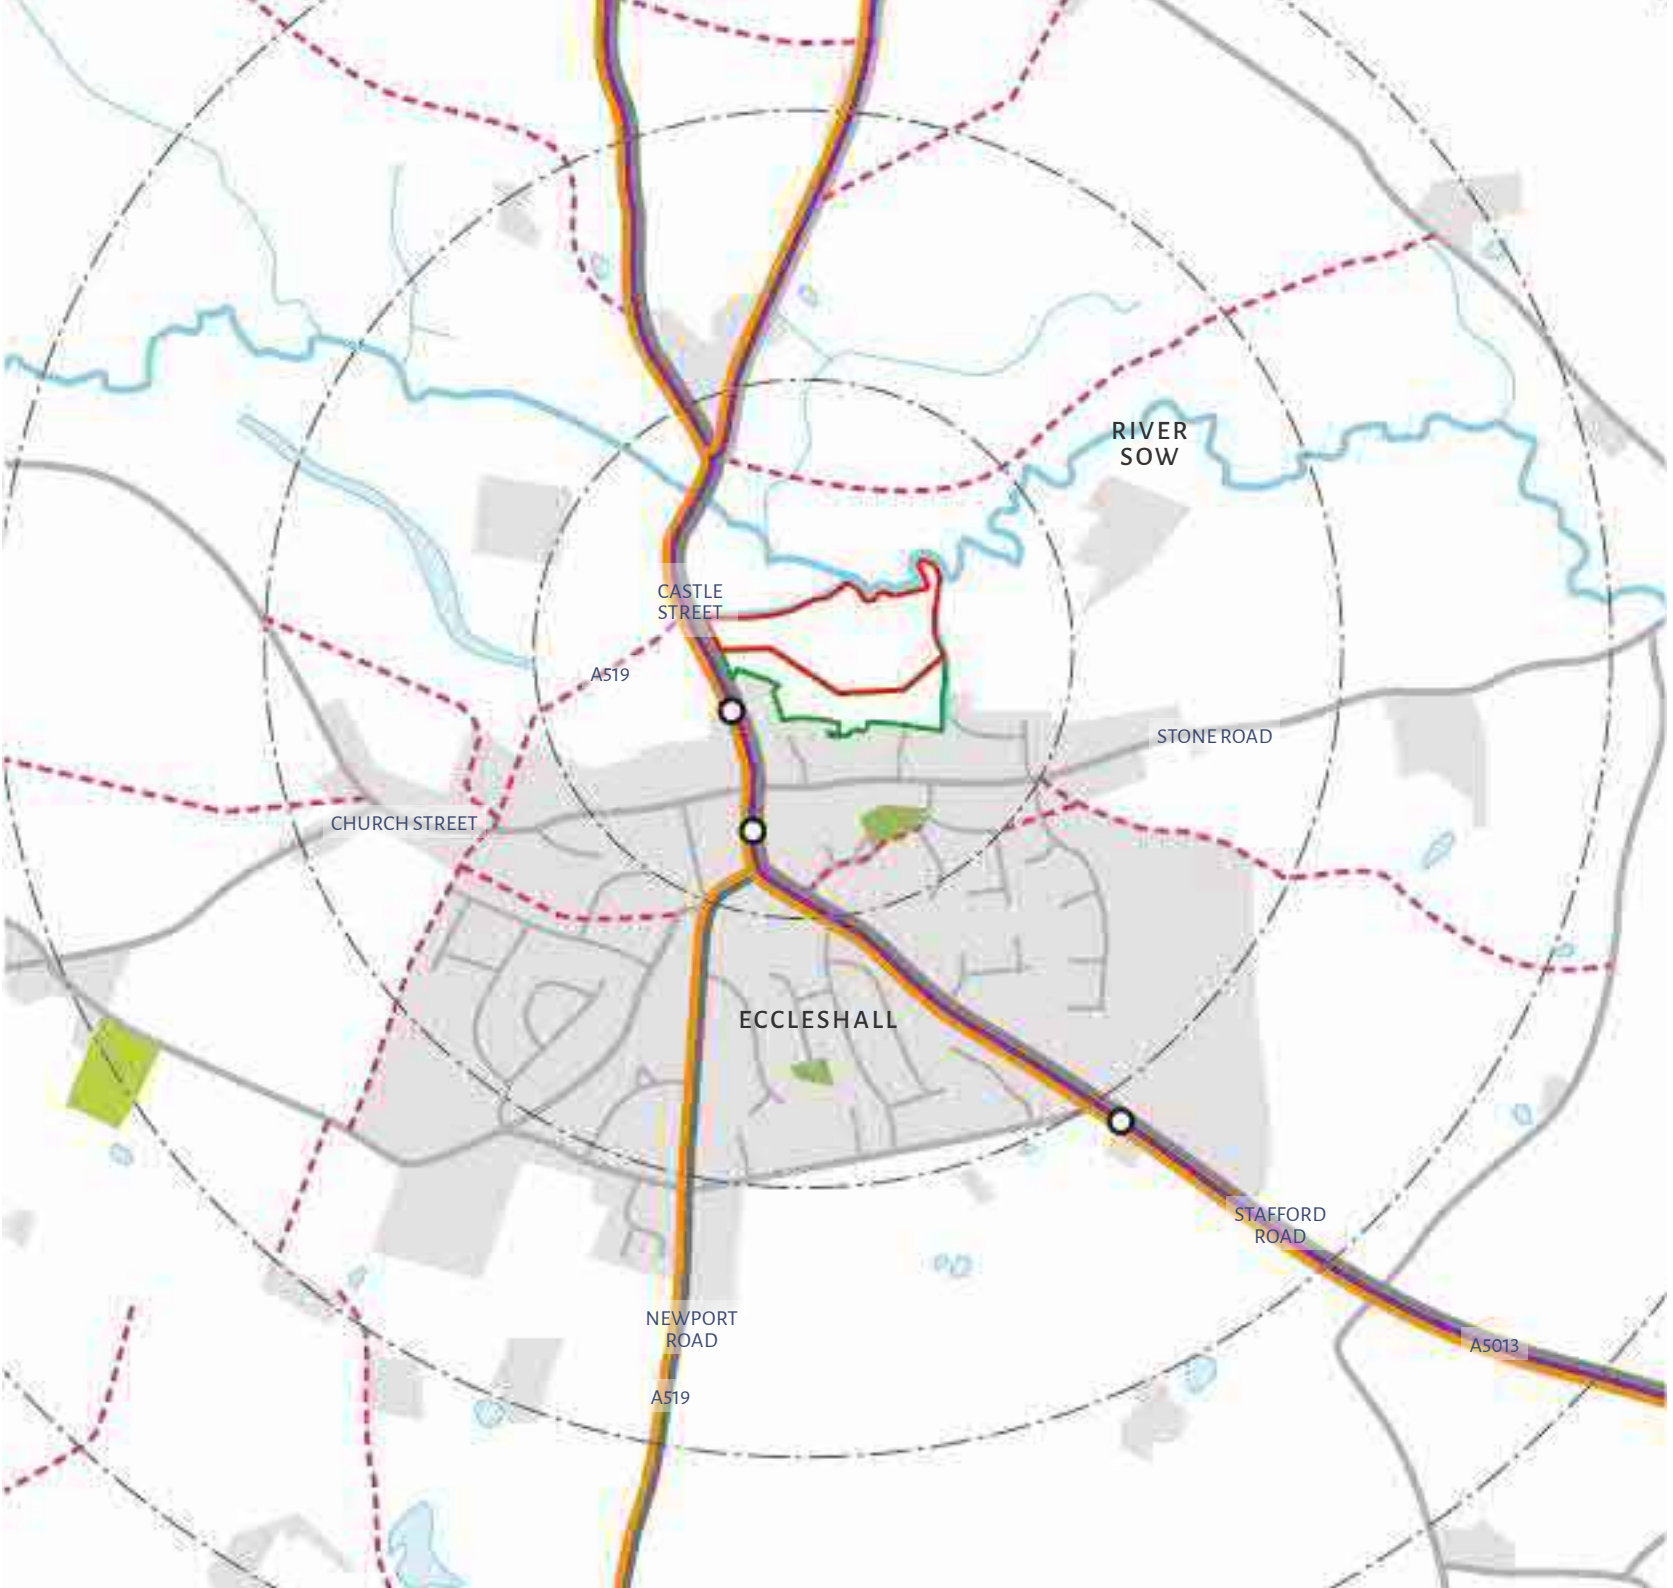 RIVER
SOW
CASTLE
STREET
A519
STONE ROAD
CHURCH STREET
ECCLESHALL
STAFFORD
ROAD
NEWPORT
ROAD
A5013
A519